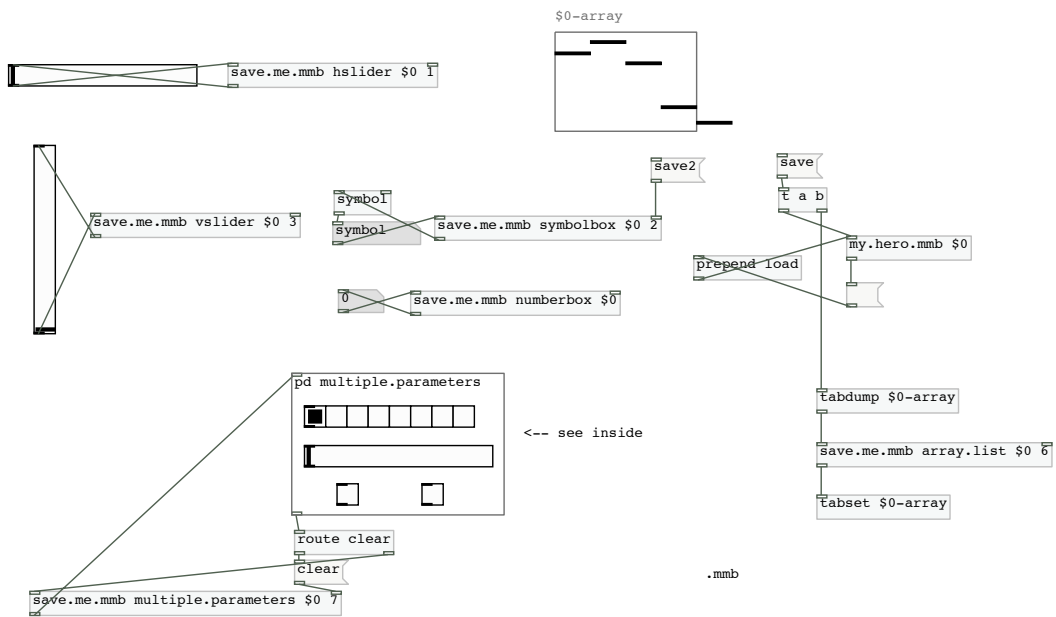 $0-array
save.me.mmb hslider $0 1
save2
save
t a b
symbol
symbol
save.me.mmb vslider $0 3
save.me.mmb symbolbox $0 2
my.hero.mmb $0
prepend load
0
save.me.mmb numberbox $0
pd multiple.parameters
<-- see inside
tabdump $0-array
save.me.mmb array.list $0 6
tabset $0-array
route clear
clear
.mmb
save.me.mmb multiple.parameters $0 7